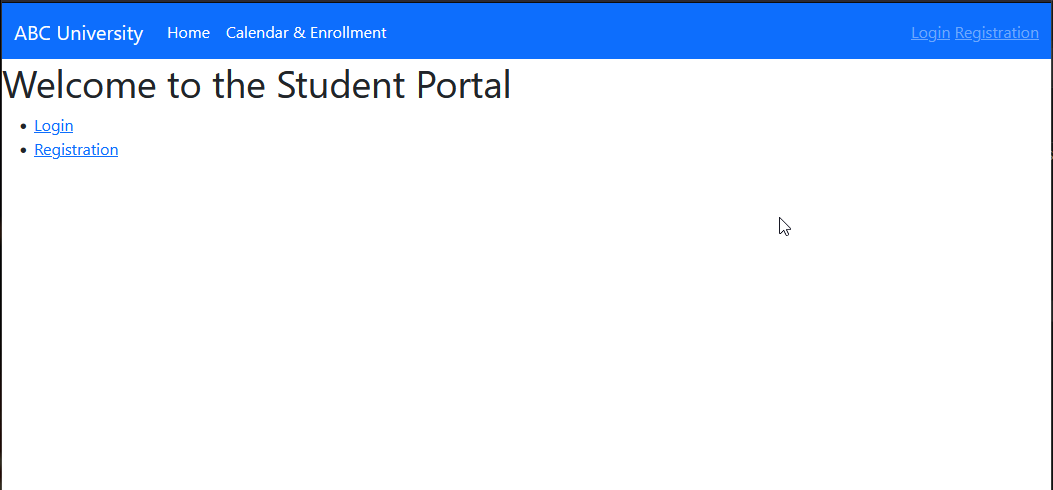 ABC University Home Calendar & Enrollment Login Registration
Welcome to the Student Portal
Login
Registration